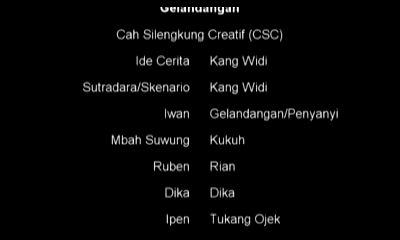 Gelandangan
Cah Silengkung Creatif (CSC)
Ide Cerita Kang Widi
Sutradara/Skenario Kang Widi
Iwan Gelandangan/Penyanyi
Mbah Suwung Kukuh
Ruben Rian
Dika Dika
Ipen Tukang Ojek